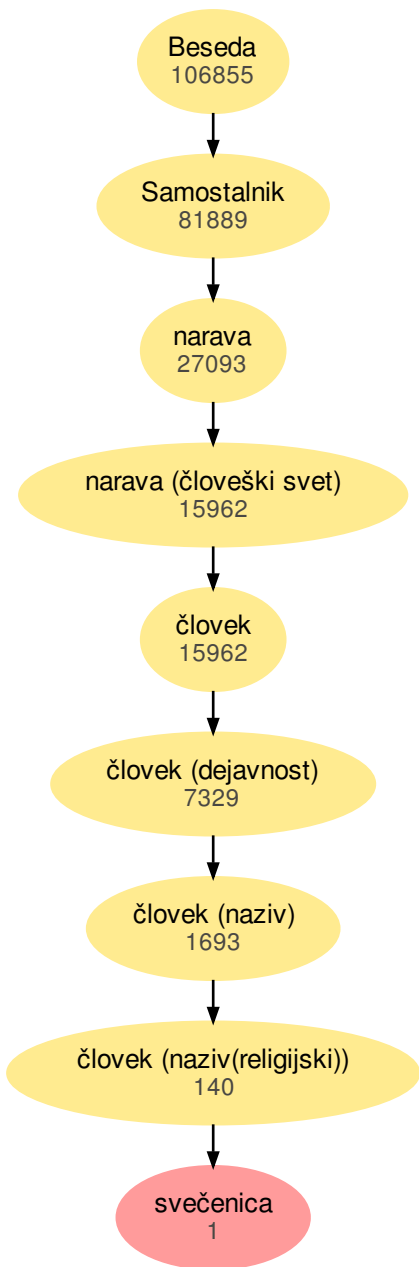 Beseda
106855
Samostalnik
81889
narava
27093
narava (človeški svet)
15962
človek
15962
človek (dejavnost)
7329
človek (naziv)
1693
človek (naziv(religijski))
140
svečenica
1